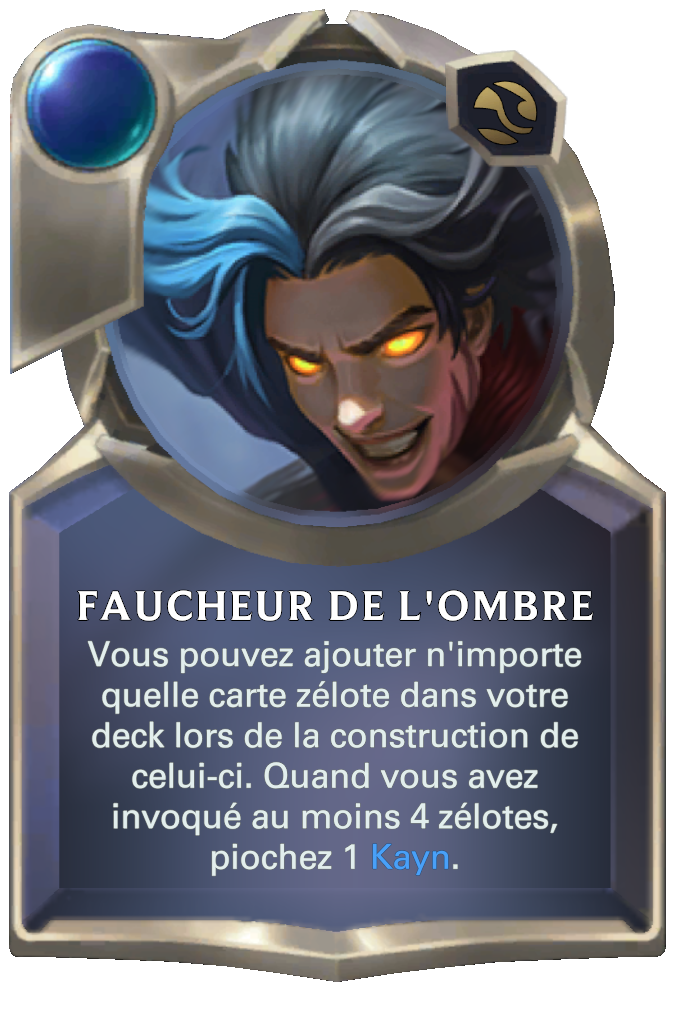 FAUCHEUR DE L'OMBRE
Vous pouvez ajouter n'importe
quelle carte zélote dans votre
deck lors de la construction de
celui-ci. Quand vous avez
invoqué au moins 4 zélotes,
piochez 1 Kayn.